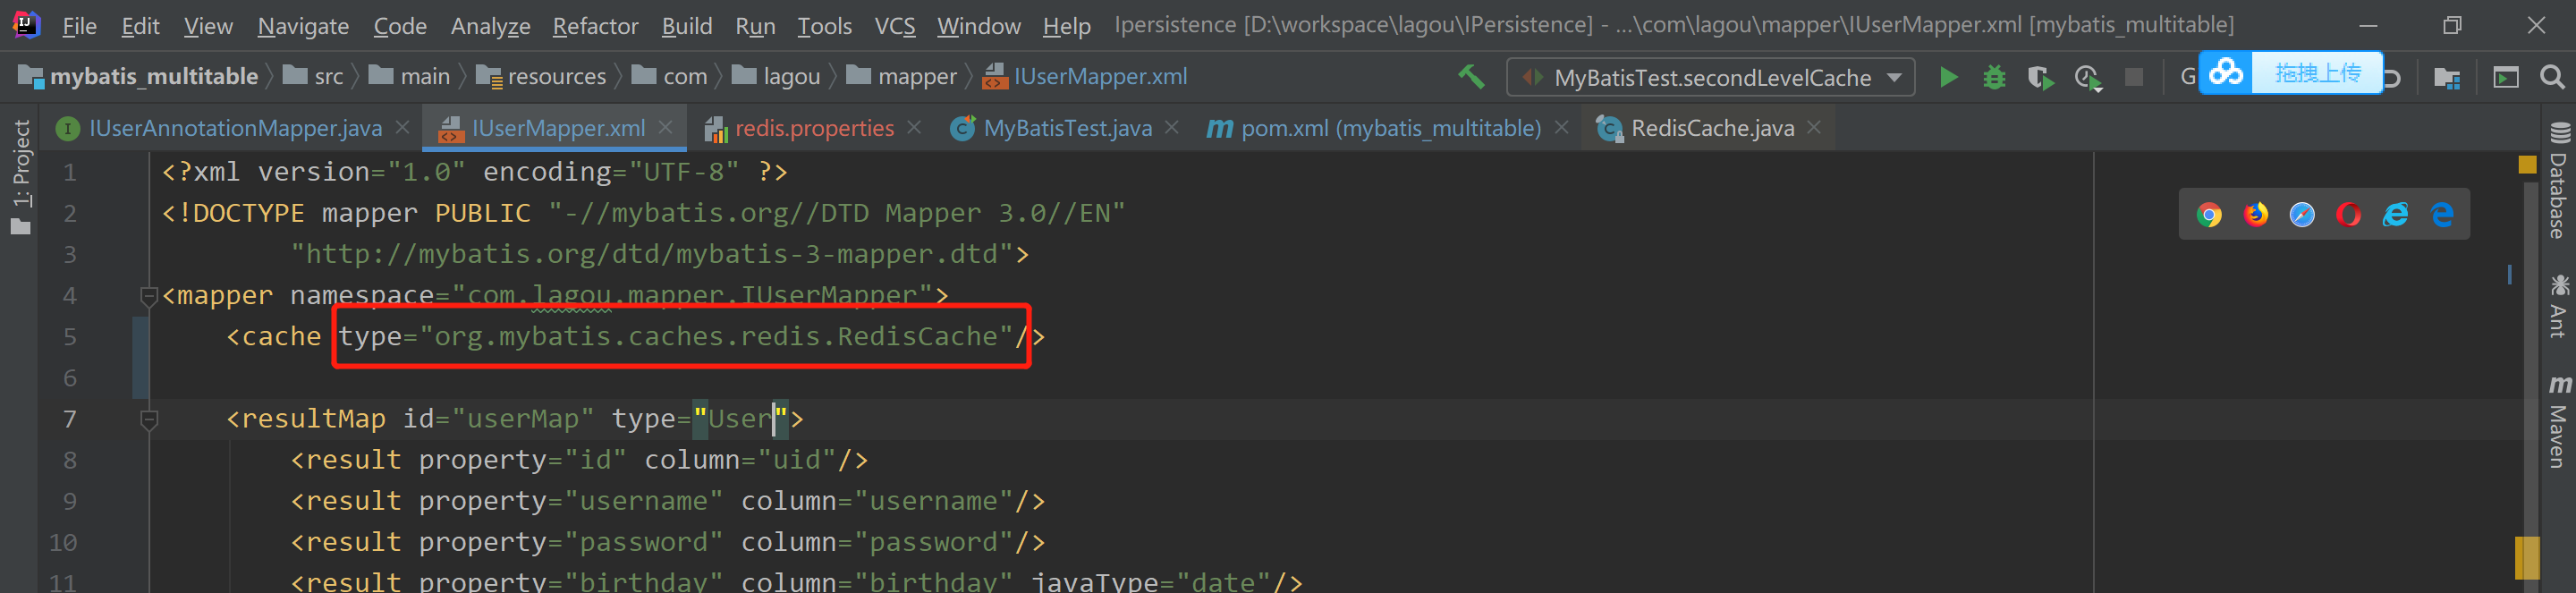 File Edit View Navigate Code Analyze Refactor Build Run Tools VCS Window Help Ipersistence [D:\workspace\lagou\IPersistence] - ...\com\lagou\mapper\IUserMapper.xml [mybatis_multitable]
mybatis_multitable src main resources com lagou mapper IUserMapper.xml MyBatisTest.secondLevelCache G 拖拽上传
IUserAnnotationMapper.java IUserMapper.xml redis.properties MyBatisTest.java pom.xml (mybatis_multitable) RedisCache.java
1: Project
1 <?xml version="1.0" encoding="UTF-8" ?>
2 <!DOCTYPE mapper PUBLIC "-//mybatis.org//DTD Mapper 3.0//EN"
3 "http://mybatis.org/dtd/mybatis-3-mapper.dtd">
4 <mapper namespace="com.lagou.mapper.IUserMapper">
5 <cache type="org.mybatis.caches.redis.RedisCache"/>
6
7 <resultMap id="userMap" type="User">
8 <result property="id" column="uid"/>
9 <result property="username" column="username"/>
10 <result property="password" column="password"/>
11 <result property="birthday" column="birthday" javaType="date"/>
Database
Ant
Maven